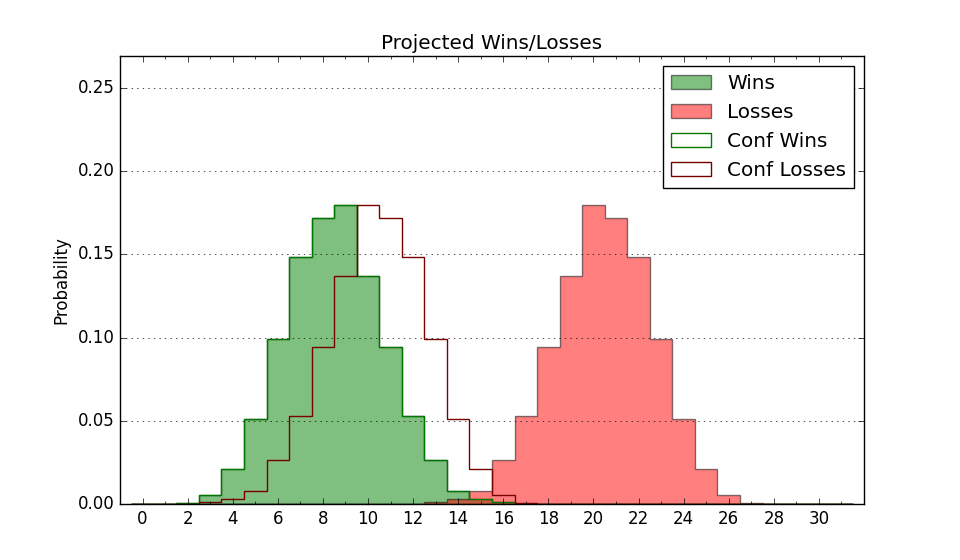 Projected Wins/Losses
Wins
Losses
Conf Wins
Conf Losses
Probability
0.25
0.20
0.15
0.10
0.05
0.00
0 2 4 6 8 10 12 14 16 18 20 22 24 26 28 30